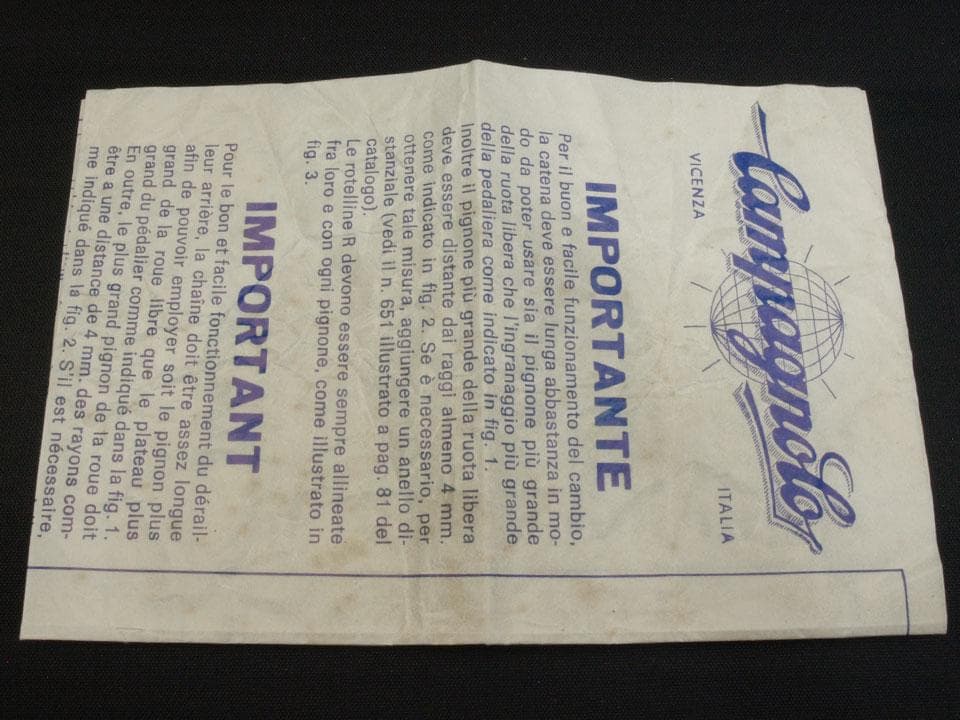 Campagnolo
VICENZA
ITALIA
IMPORTANTE
Per il buon e facile funzionamento del cambio,
la catena deve essere lunga abbastanza in mo-
do da poter usare sia il pignone più grande
della ruota libera che l'ingranaggio più grande
della pedaliera come indicato in fig. 1.
Inoltre il pignone più grande della ruota libera
deve essere distante dai raggi almeno 4 mm.
come indicato in fig. 2. Se è necessario, per
ottenere tale misura, aggiungere un anello di-
stanziale (vedi il n. 651 illustrato a pag. 81 del
catalogo).
Le rotelline R devono essere sempre allineate
fra loro e con ogni pignone, come illustrato in
fig. 3.
IMPORTANT
Pour le bon et facile fonctionnement du dérail-
leur arrière, la chaîne doit être assez longue
afin de pouvoir employer soit le pignon plus
grand de la roue libre que le plateau plus
grand du pédalier comme indiqué dans la fig. 1.
En outre, le plus grand pignon de la roue doit
être a une distance de 4 mm. des rayons com-
me indiqué dans la fig. 2. S'il est nécessaire,